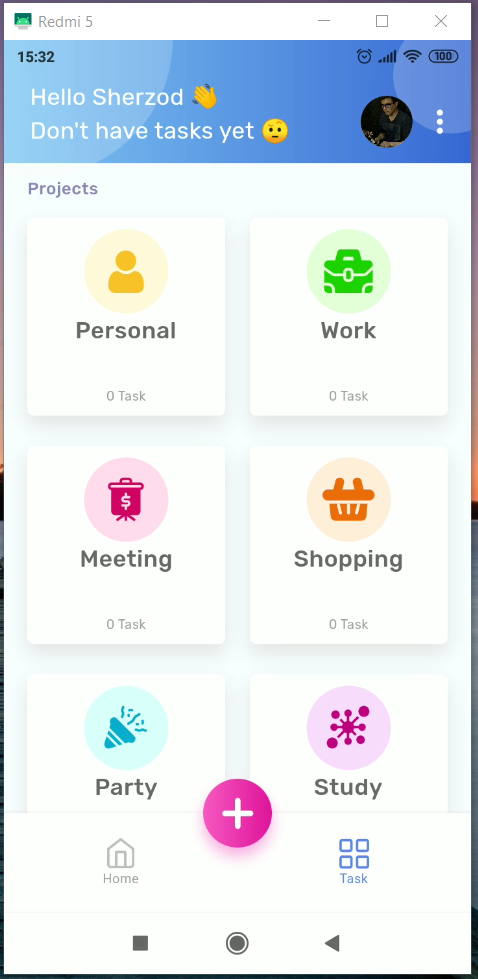 Redmi 5
15:32
100
Hello Sherzod 👋
Don't have tasks yet 🤨
Projects
Personal
Work
0 Task
0 Task
Meeting
Shopping
0 Task
0 Task
Party
Study
Home
Task